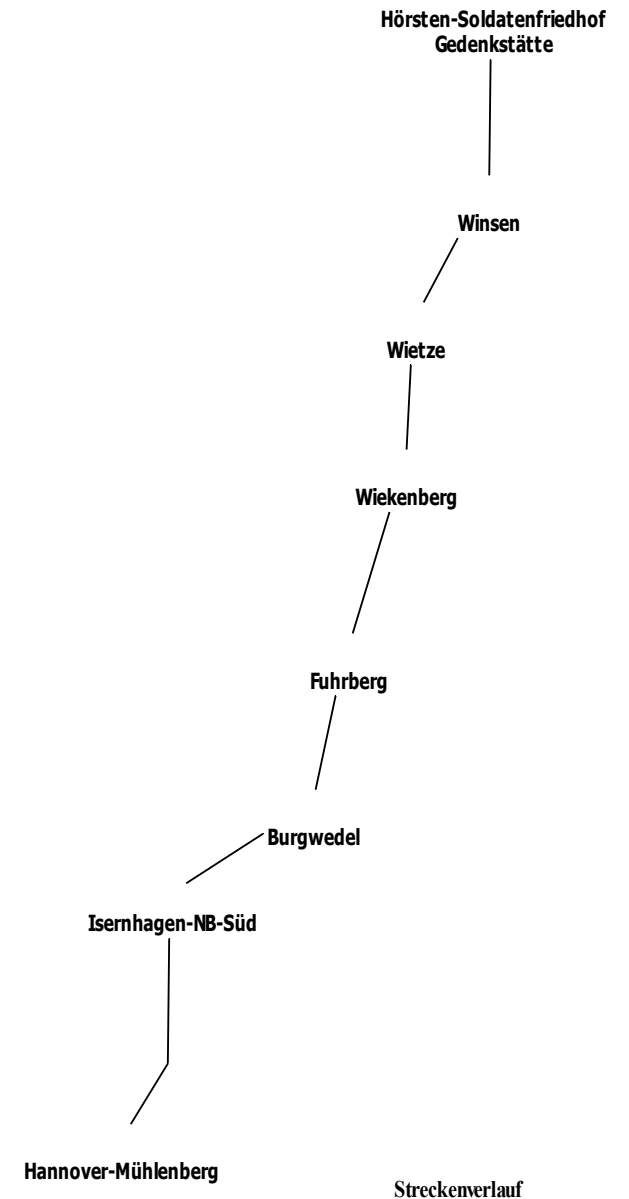 Hörsten-Soldatenfriedhof
Gedenkstätte
Winsen
Wietze
Wiekenberg
Fuhrberg
Burgwedel
Isernhagen-NB-Süd
Hannover-Mühlenberg
Streckenverlauf